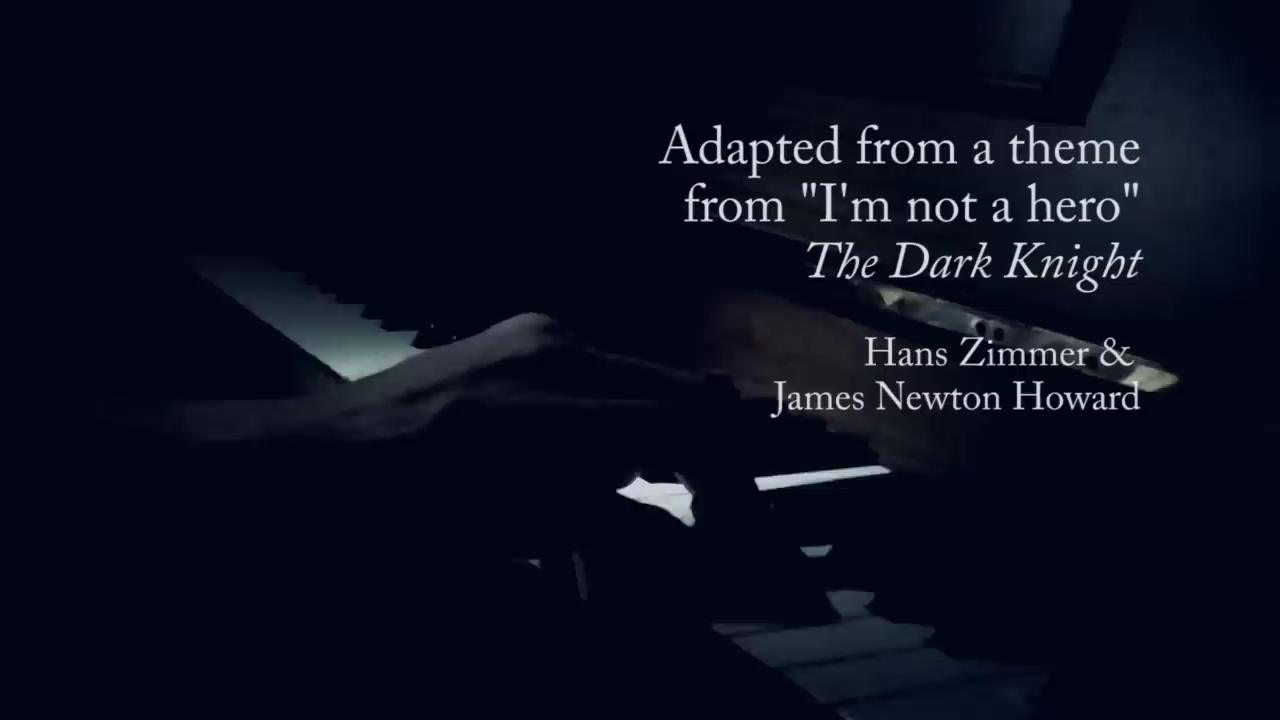 Adapted from a theme
from "I'm not a hero"
The Dark Knight
Hans Zimmer &
James Newton Howard